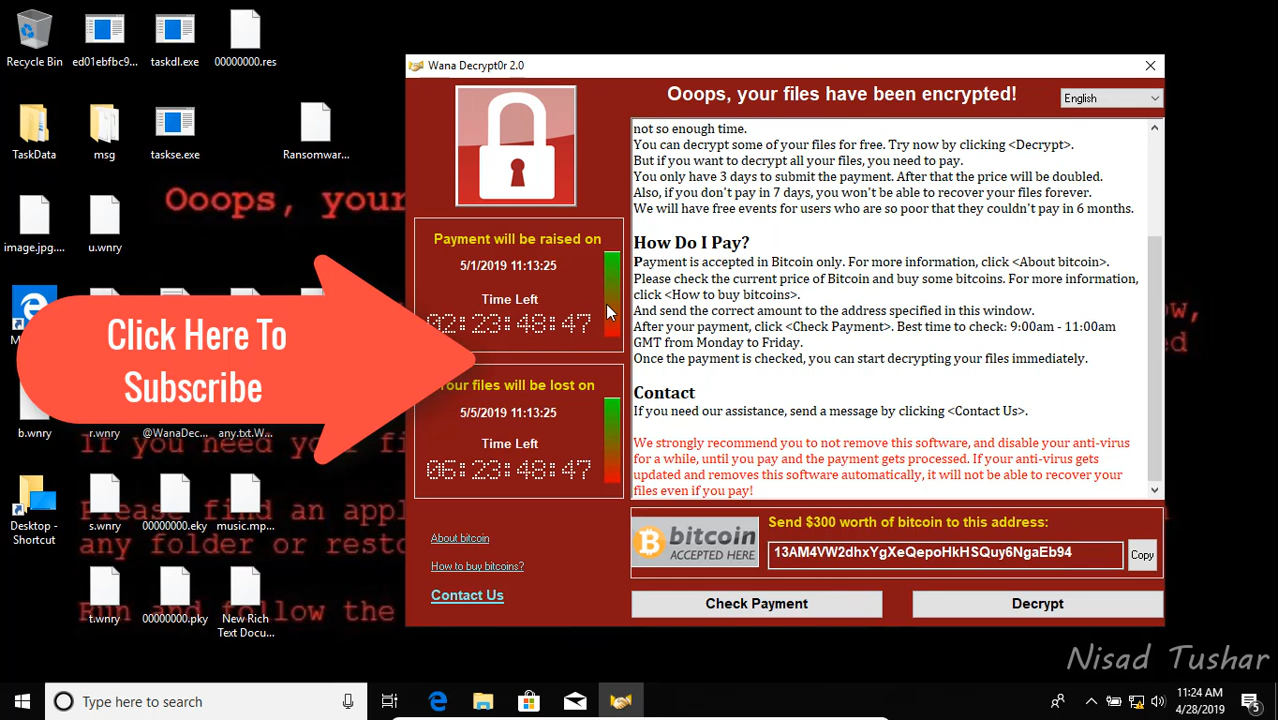 Recycle Bin
ed01ebfbc9...
taskdl.exe
00000000.res
TaskData
msg
taskse.exe
Ransomwar...
image.jpg....
u.wnry
Ooops, your
Click Here To
Subscribe
b.wnry
r.wnry
@WanaDec...
any.txt.W...
If you need your fi
Desktop -
Shortcut
s.wnry
00000000.eky
music.mp...
Please find an appl
any folder or resto
t.wnry
00000000.pky
New Rich
Text Docu...
Run and follow the
Wana Decrypt0r 2.0
Ooops, your files have been encrypted!
English
Payment will be raised on
5/1/2019 11:13:25
Time Left
02:23:48:47
Your files will be lost on
5/5/2019 11:13:25
Time Left
06:23:48:47
About bitcoin
How to buy bitcoins?
Contact Us
not so enough time.
You can decrypt some of your files for free. Try now by clicking <Decrypt>.
But if you want to decrypt all your files, you need to pay.
You only have 3 days to submit the payment. After that the price will be doubled.
Also, if you don't pay in 7 days, you won't be able to recover your files forever.
We will have free events for users who are so poor that they couldn't pay in 6 months.
How Do I Pay?
Payment is accepted in Bitcoin only. For more information, click <About bitcoin>.
Please check the current price of Bitcoin and buy some bitcoins. For more information,
click <How to buy bitcoins>.
And send the correct amount to the address specified in this window.
After your payment, click <Check Payment>. Best time to check: 9:00am - 11:00am
GMT from Monday to Friday.
Once the payment is checked, you can start decrypting your files immediately.
Contact
If you need our assistance, send a message by clicking <Contact Us>.
We strongly recommend you to not remove this software, and disable your anti-virus
for a while, until you pay and the payment gets processed. If your anti-virus gets
updated and removes this software automatically, it will not be able to recover your
files even if you pay!
bitcoin
ACCEPTED HERE
Send $300 worth of bitcoin to this address:
13AM4VW2dhxYgXeQepoHkHSQuy6NgaEb94
Copy
Check Payment
Decrypt
Nisad Tushar
Type here to search
11:24 AM
4/28/2019
5